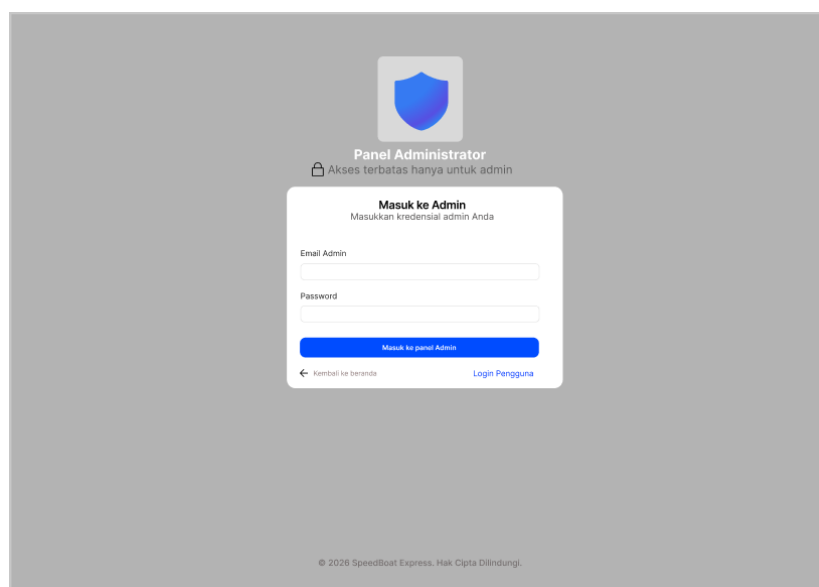 Panel Administrator
Akses terbatas hanya untuk admin
Masuk ke Admin
Masukkan kredensial admin Anda
Email Admin
Password
Masuk ke panel Admin
Kembali ke beranda
Login Pengguna
© 2026 SpeedBoat Express. Hak Cipta Dilindungi.